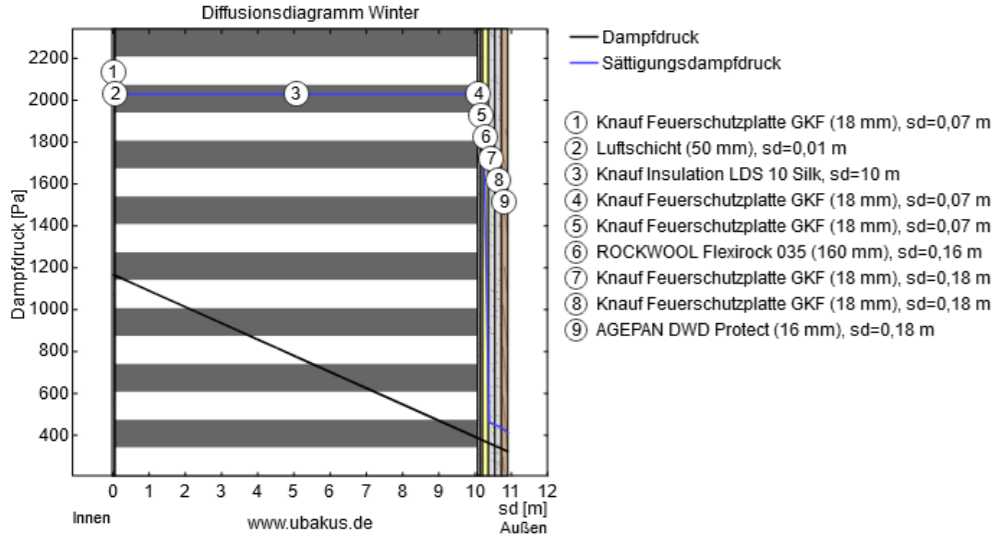 Diffusionsdiagramm Winter
Dampfdruck
Sättigungsdampfdruck
Dampfdruck [Pa]
2200
2000
1800
1600
1400
1200
1000
800
600
400
1
2
3
4
5
6
7
8
9
1 Knauf Feuerschutzplatte GKF (18 mm), sd=0,07 m
2 Luftschicht (50 mm), sd=0,01 m
3 Knauf Insulation LDS 10 Silk, sd=10 m
4 Knauf Feuerschutzplatte GKF (18 mm), sd=0,07 m
5 Knauf Feuerschutzplatte GKF (18 mm), sd=0,07 m
6 ROCKWOOL Flexirock 035 (160 mm), sd=0,16 m
7 Knauf Feuerschutzplatte GKF (18 mm), sd=0,18 m
8 Knauf Feuerschutzplatte GKF (18 mm), sd=0,18 m
9 AGEPAN DWD Protect (16 mm), sd=0,18 m
0 1 2 3 4 5 6 7 8 9 10 11 12
sd [m]
Innen
www.ubakus.de
Außen